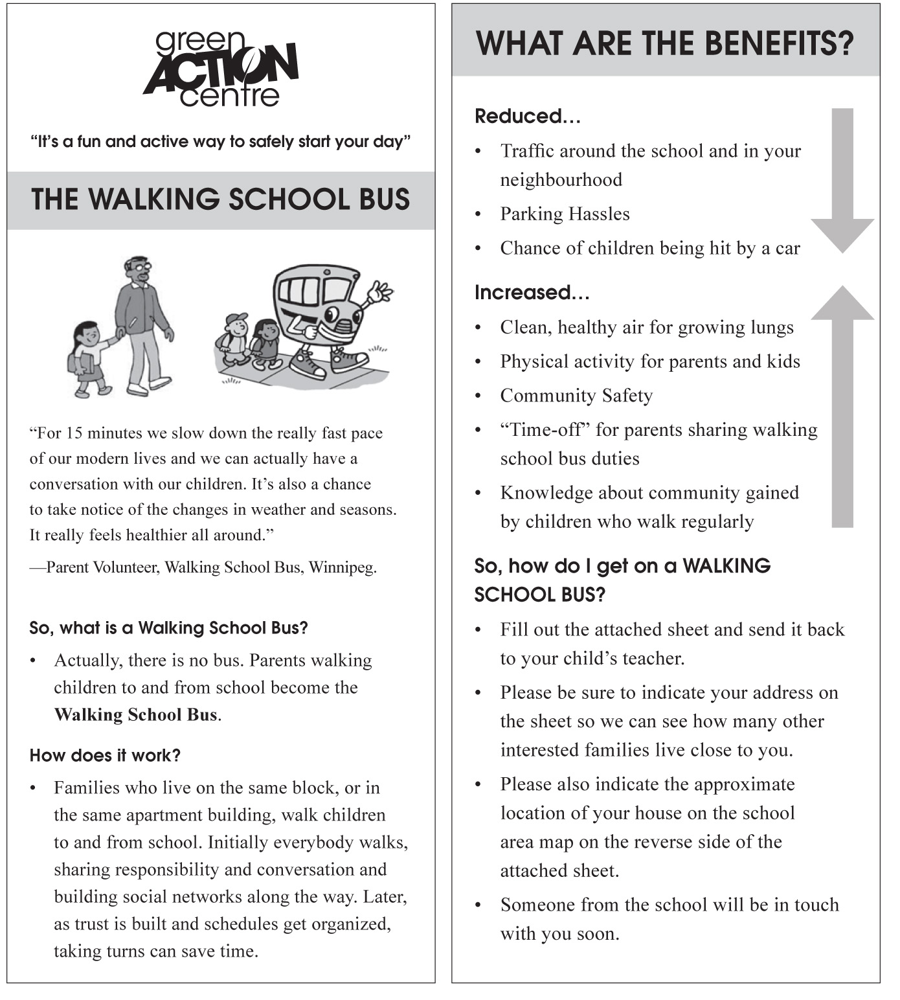 green
ACTION
centre
“It’s a fun and active way to safely start your day”
THE WALKING SCHOOL BUS
“For 15 minutes we slow down the really fast pace
of our modern lives and we can actually have a
conversation with our children. It’s also a chance
to take notice of the changes in weather and seasons.
It really feels healthier all around.”
—Parent Volunteer, Walking School Bus, Winnipeg.
So, what is a Walking School Bus?
• Actually, there is no bus. Parents walking
children to and from school become the
Walking School Bus.
How does it work?
• Families who live on the same block, or in
the same apartment building, walk children
to and from school. Initially everybody walks,
sharing responsibility and conversation and
building social networks along the way. Later,
as trust is built and schedules get organized,
taking turns can save time.
WHAT ARE THE BENEFITS?
Reduced…
• Traffic around the school and in your
neighbourhood
• Parking Hassles
• Chance of children being hit by a car
Increased…
• Clean, healthy air for growing lungs
• Physical activity for parents and kids
• Community Safety
• “Time-off” for parents sharing walking
school bus duties
• Knowledge about community gained
by children who walk regularly
So, how do I get on a WALKING
SCHOOL BUS?
• Fill out the attached sheet and send it back
to your child’s teacher.
• Please be sure to indicate your address on
the sheet so we can see how many other
interested families live close to you.
• Please also indicate the approximate
location of your house on the school
area map on the reverse side of the
attached sheet.
• Someone from the school will be in touch
with you soon.